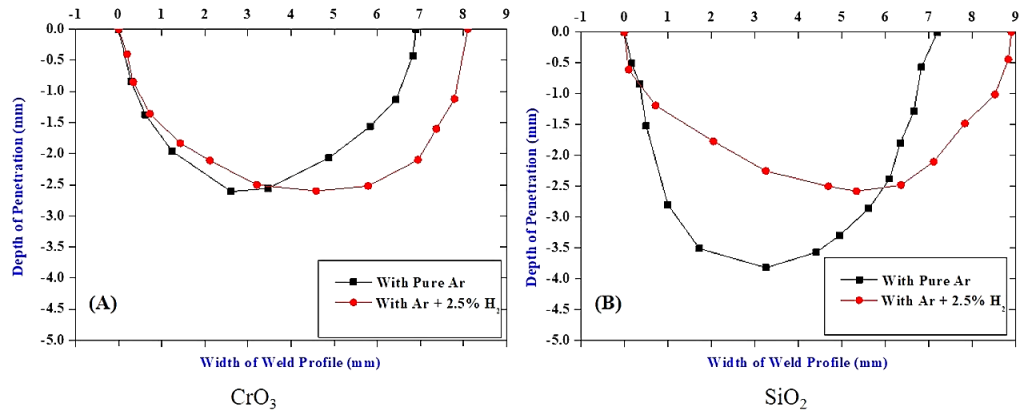 -1 0 1 2 3 4 5 6 7 8 9
0.0
-0.5
-1.0
-1.5
-2.0
-2.5
-3.0
-3.5
-4.0
-4.5
-5.0
Depth of Penetration (mm)
(A)
With Pure Ar
With Ar + 2.5% H₂
Width of Weld Profile (mm)
CrO₃
-1 0 1 2 3 4 5 6 7 8 9
0.0
-0.5
-1.0
-1.5
-2.0
-2.5
-3.0
-3.5
-4.0
-4.5
-5.0
Depth of Penetration (mm)
(B)
With Pure Ar
With Ar + 2.5% H₂
Width of Weld Profile (mm)
SiO₂